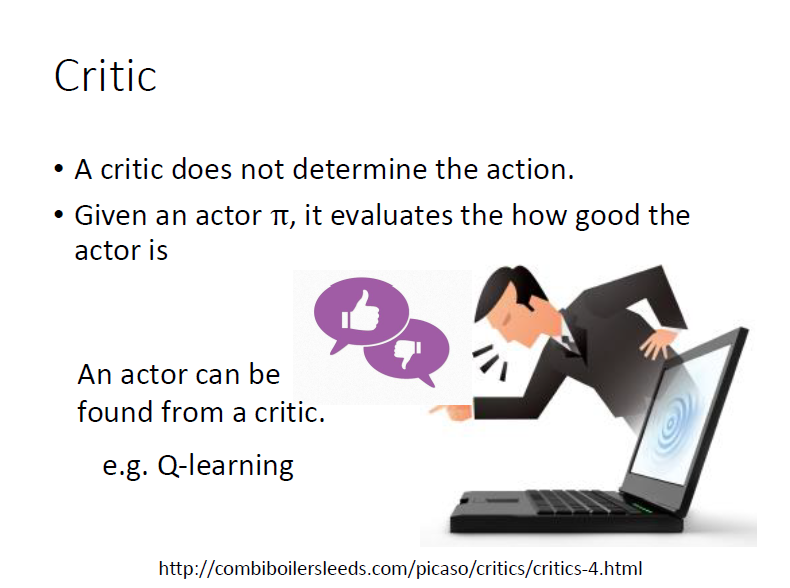 Critic
• A critic does not determine the action.
• Given an actor π, it evaluates the how good the
actor is
An actor can be
found from a critic.
e.g. Q-learning
http://combiboilersleeds.com/picaso/critics/critics-4.html